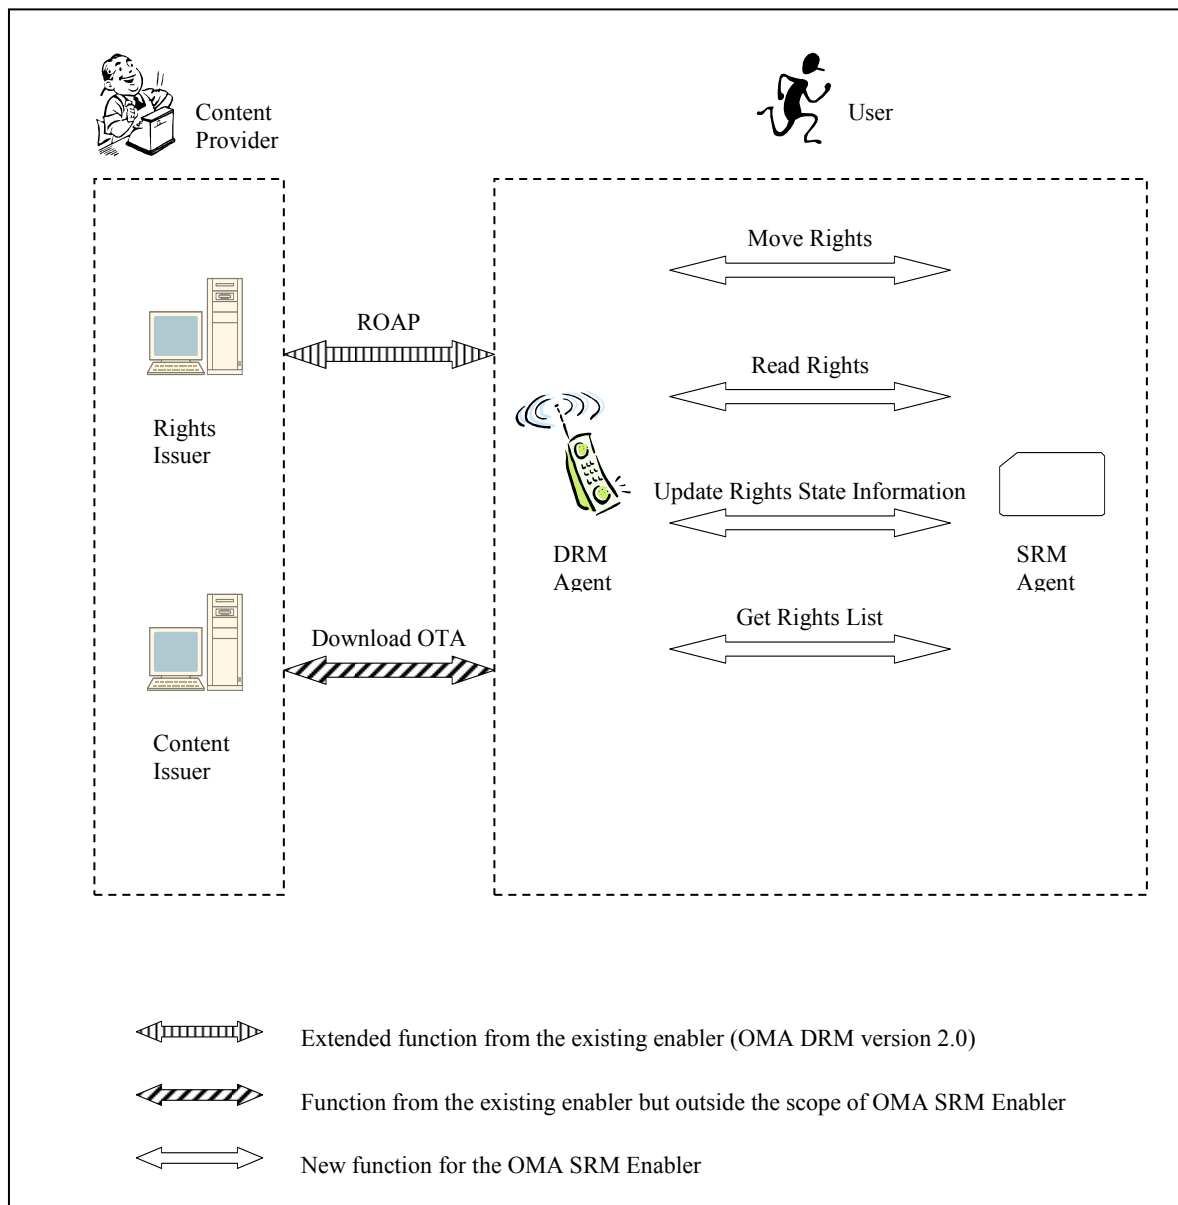 Content
Provider
User
Move Rights
ROAP
Read Rights
Rights
Issuer
Update Rights State Information
DRM
Agent
SRM
Agent
Download OTA
Get Rights List
Content
Issuer
Extended function from the existing enabler (OMA DRM version 2.0)
Function from the existing enabler but outside the scope of OMA SRM Enabler
New function for the OMA SRM Enabler